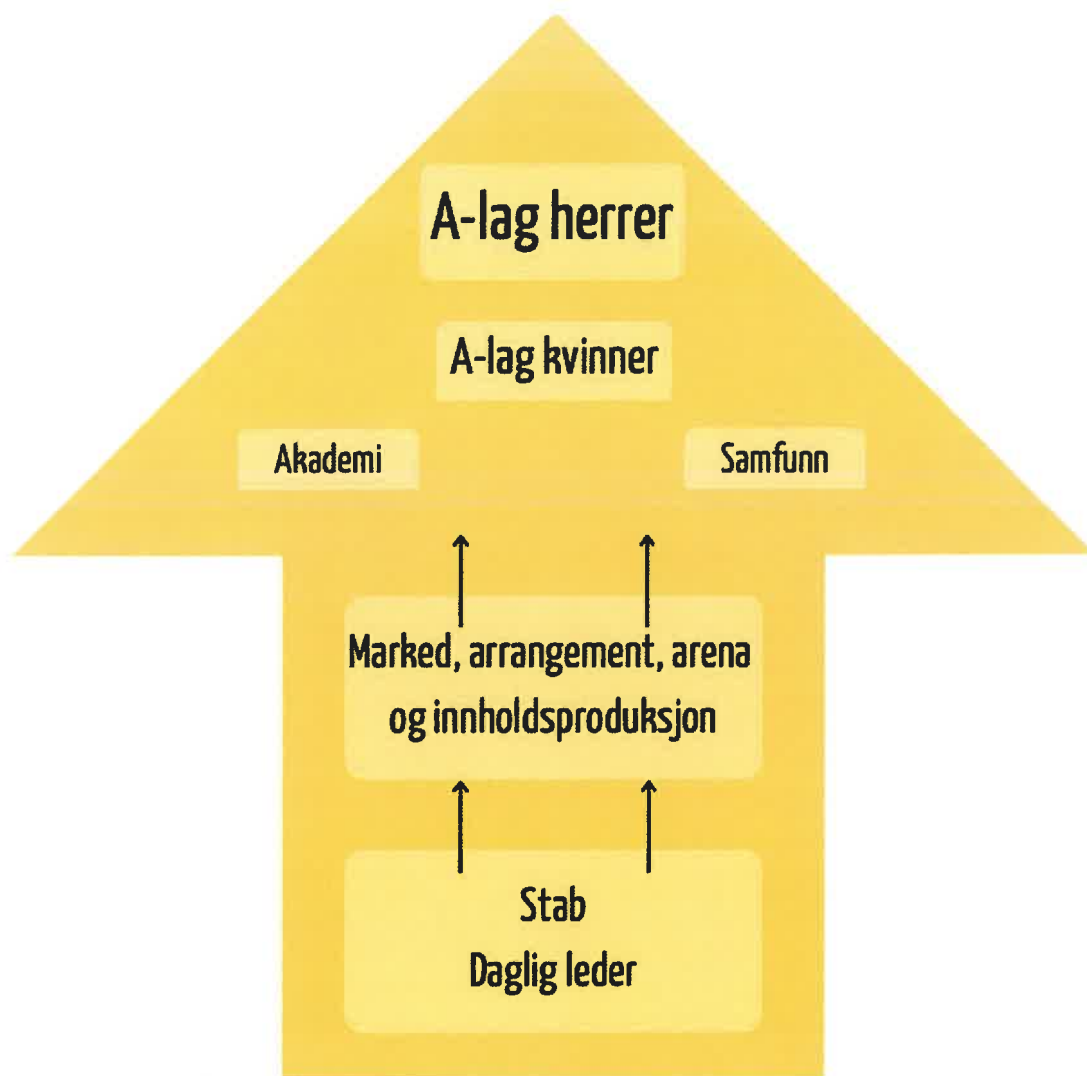 A-lag herrer
A-lag kvinner
Akademi
Samfunn
Marked, arrangement, arena
og innholdsproduksjon
Stab
Daglig leder